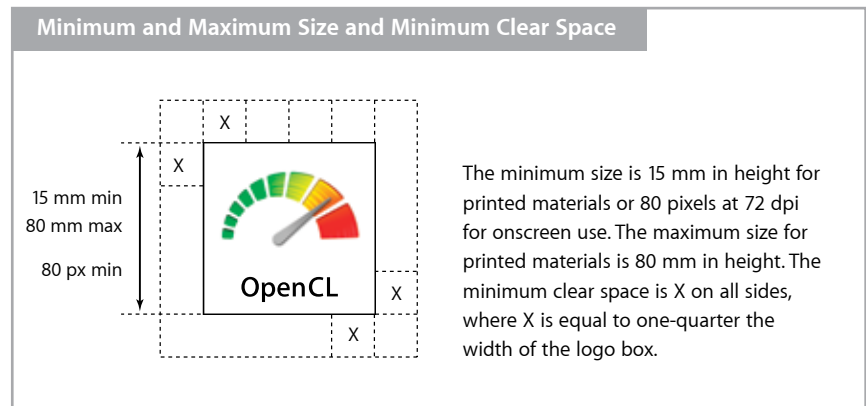 Minimum and Maximum Size and Minimum Clear Space
X
X
15 mm min
80 mm max
80 px min
OpenCL
X
X
The minimum size is 15 mm in height for
printed materials or 80 pixels at 72 dpi
for onscreen use. The maximum size for
printed materials is 80 mm in height. The
minimum clear space is X on all sides,
where X is equal to one-quarter the
width of the logo box.